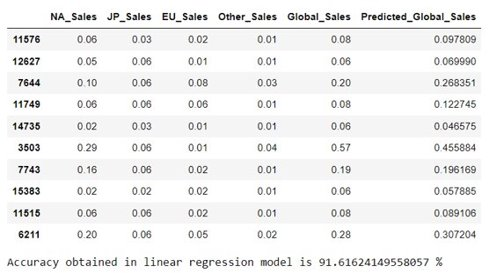 NA_Sales JP_Sales EU_Sales Other_Sales Global_Sales Predicted_Global_Sales
11576 0.06 0.03 0.02 0.01 0.08 0.097809
12627 0.05 0.06 0.01 0.01 0.06 0.069990
7644 0.10 0.06 0.08 0.03 0.20 0.268351
11749 0.06 0.06 0.06 0.01 0.08 0.122745
14735 0.02 0.03 0.01 0.01 0.06 0.046575
3503 0.29 0.06 0.01 0.04 0.57 0.455884
7743 0.16 0.06 0.02 0.01 0.19 0.196169
15383 0.02 0.02 0.01 0.01 0.06 0.057885
11515 0.06 0.06 0.02 0.01 0.08 0.089106
6211 0.20 0.06 0.05 0.02 0.28 0.307204
Accuracy obtained in linear regression model is 91.61624149558057 %